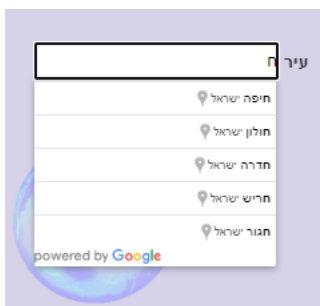 עיר ח
חיפה ישראל
חולון ישראל
חדרה ישראל
חריש ישראל
חגור ישראל
powered by Google